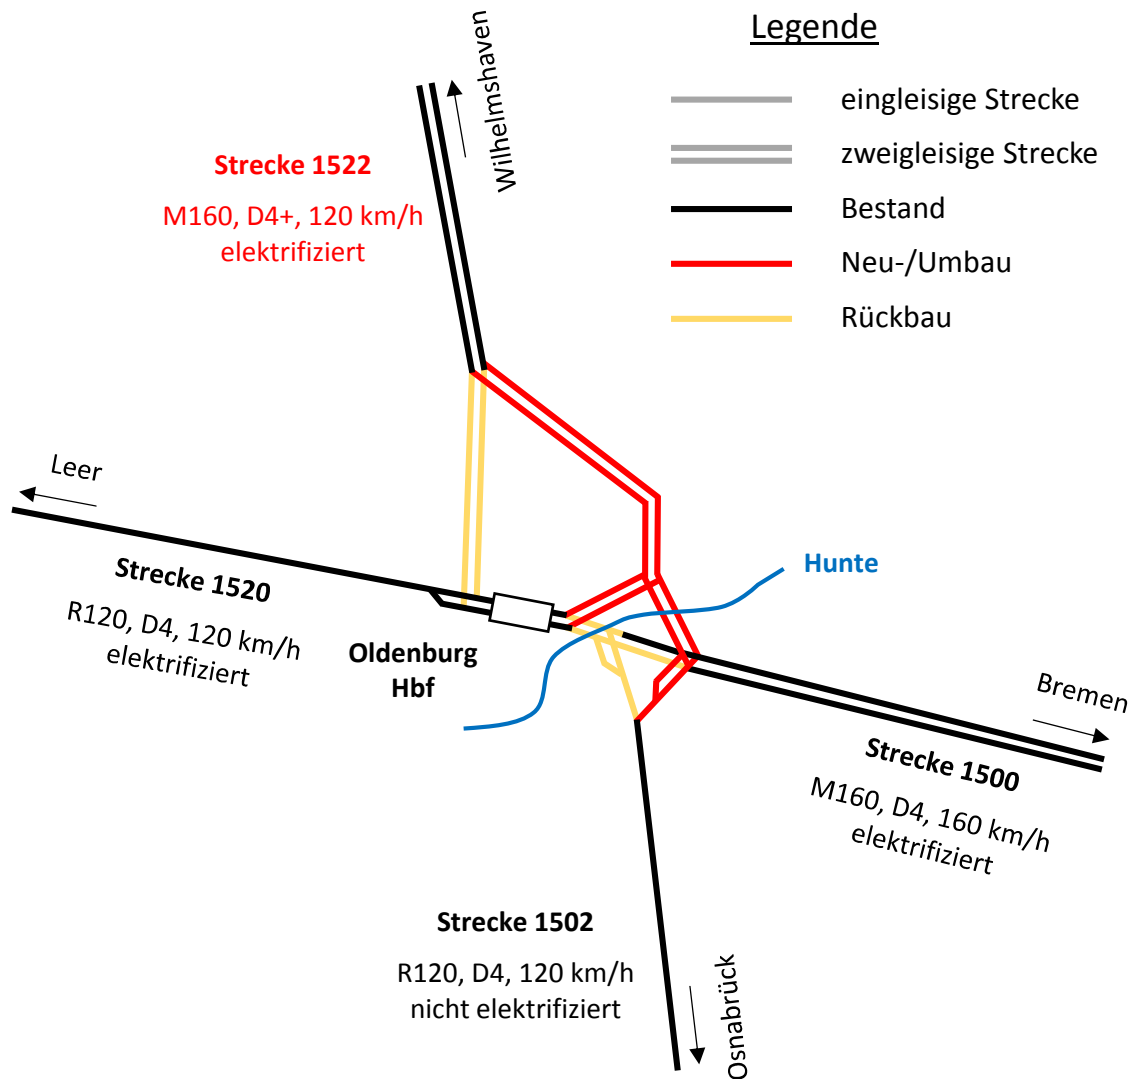 Legende
eingleisige Strecke
zweigleisige Strecke
Bestand
Neu-/Umbau
Rückbau
Wilhelmshaven
Strecke 1522
M160, D4+, 120 km/h
elektrifiziert
Leer
Strecke 1520
R120, D4, 120 km/h
elektrifiziert
Hunte
Oldenburg
Hbf
Bremen
Strecke 1500
M160, D4, 160 km/h
elektrifiziert
Strecke 1502
R120, D4, 120 km/h
nicht elektrifiziert
Osnabrück